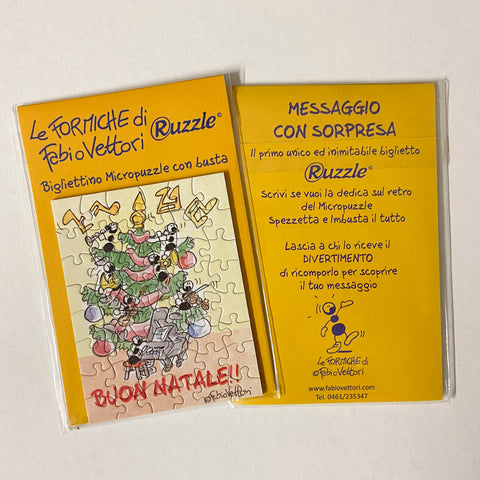 Le FORMICHE di
Fabio Vettori
Ruzzle©
Bigliettino Micropuzzle con busta
BUON NATALE!!
©Fabio Vettori
MESSAGGIO
CON SORPRESA
Il primo unico ed inimitabile biglietto
Ruzzle©
Scrivi se vuoi la dedica sul retro
del Micropuzzle
Spezzetta e Imbusta il tutto
Lascia a chi lo riceve il
DIVERTIMENTO
di ricomporlo per scoprire
il tuo messaggio
Le FORMICHE di
©Fabio Vettori
www.fabiovettori.com
Tel. 0461/235347